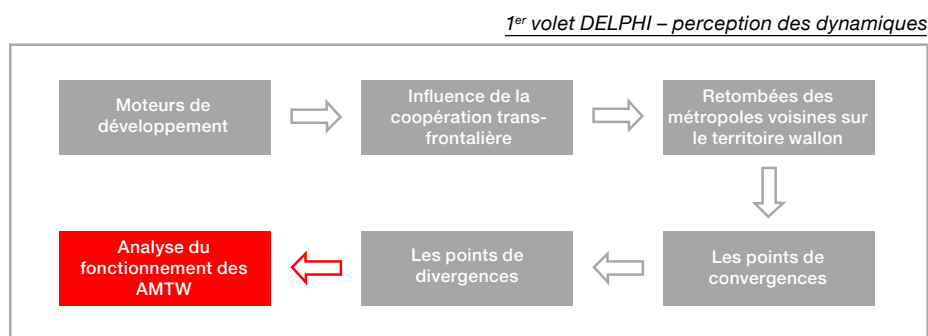 1er volet DELPHI – perception des dynamiques
Moteurs de
développement
Influence de la
coopération trans-
frontalière
Retombées des
métropoles voisines sur
le territoire wallon
Les points de
convergences
Les points de
divergences
Analyse du
fonctionnement des
AMTW